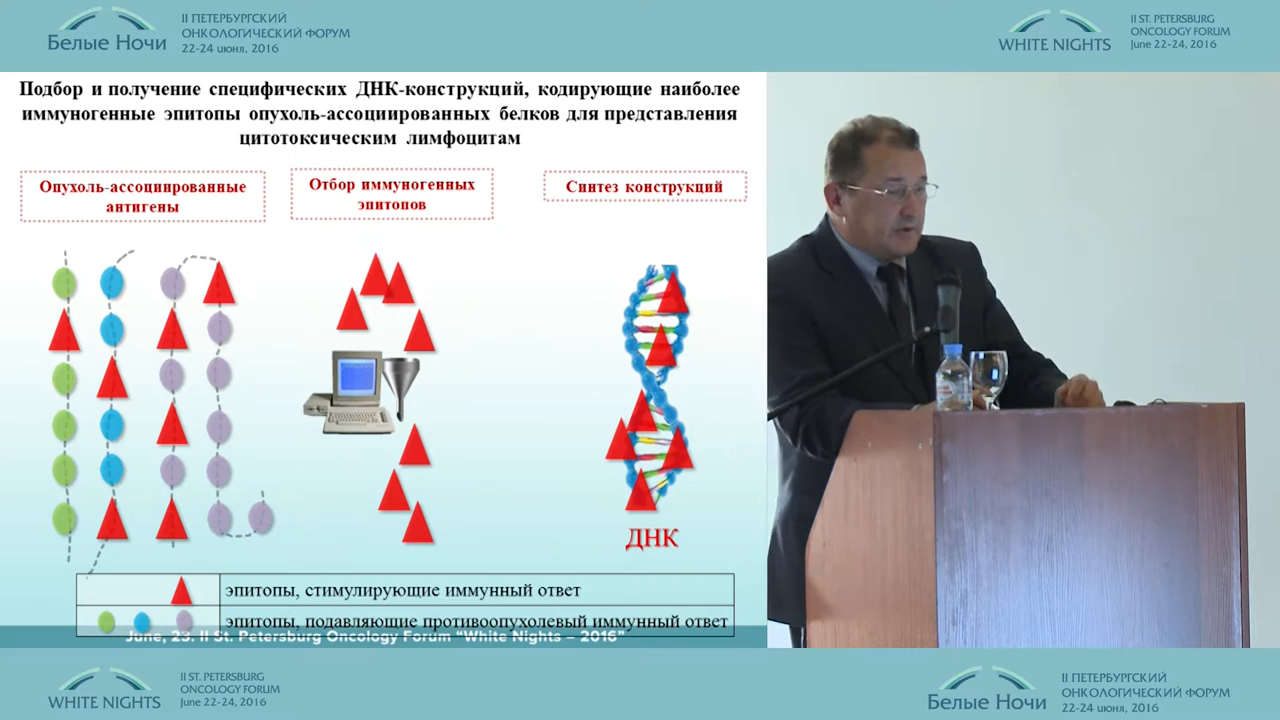 Белые Ночи
II ПЕТЕРБУРГСКИЙ
ОНКОЛОГИЧЕСКИЙ ФОРУМ
22-24 июня, 2016
WHITE NIGHTS
II ST. PETERSBURG
ONCOLOGY FORUM
June 22-24, 2016
Подбор и получение специфических ДНК-конструкций, кодирующие наиболее
иммуногенные эпитопы опухоль-ассоциированных белков для представления
цитотоксическим лимфоцитам
Опухоль-ассоциированные
антигены
Отбор иммуногенных
эпитопов
Синтез конструкций
ДНК
эпитопы, стимулирующие иммунный ответ
эпитопы, подавляющие противоопухолевый иммунный ответ
June, 23. II St. Petersburg Oncology Forum “White Nights – 2016”
WHITE NIGHTS
II ST. PETERSBURG
ONCOLOGY FORUM
June 22-24, 2016
Белые Ночи
II ПЕТЕРБУРГСКИЙ
ОНКОЛОГИЧЕСКИЙ ФОРУМ
22-24 июня, 2016